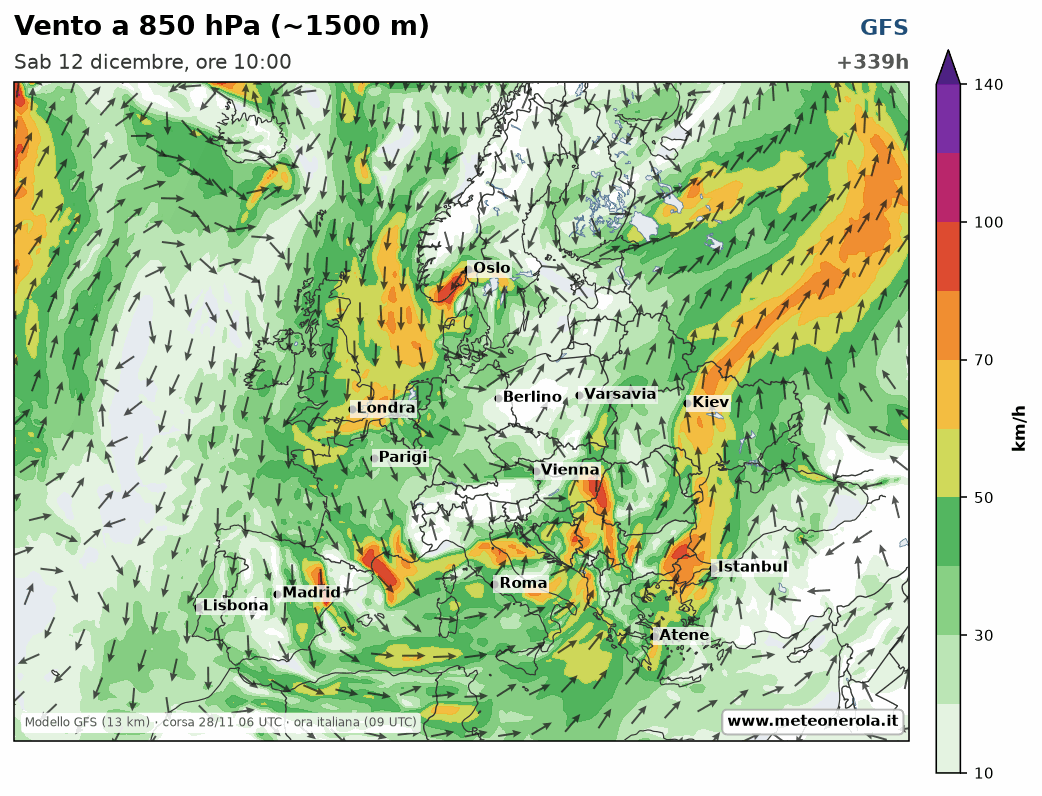 Vento a 850 hPa (~1500 m)
GFS
Sab 12 dicembre, ore 10:00
+339h
140
100
70
50
30
10
km/h
Oslo
Londra
Berlino
Varsavia
Kiev
Parigi
Vienna
Istanbul
Roma
Madrid
Lisbona
Atene
Modello GFS (13 km) · corsa 28/11 06 UTC · ora italiana (09 UTC)
www.meteonerola.it